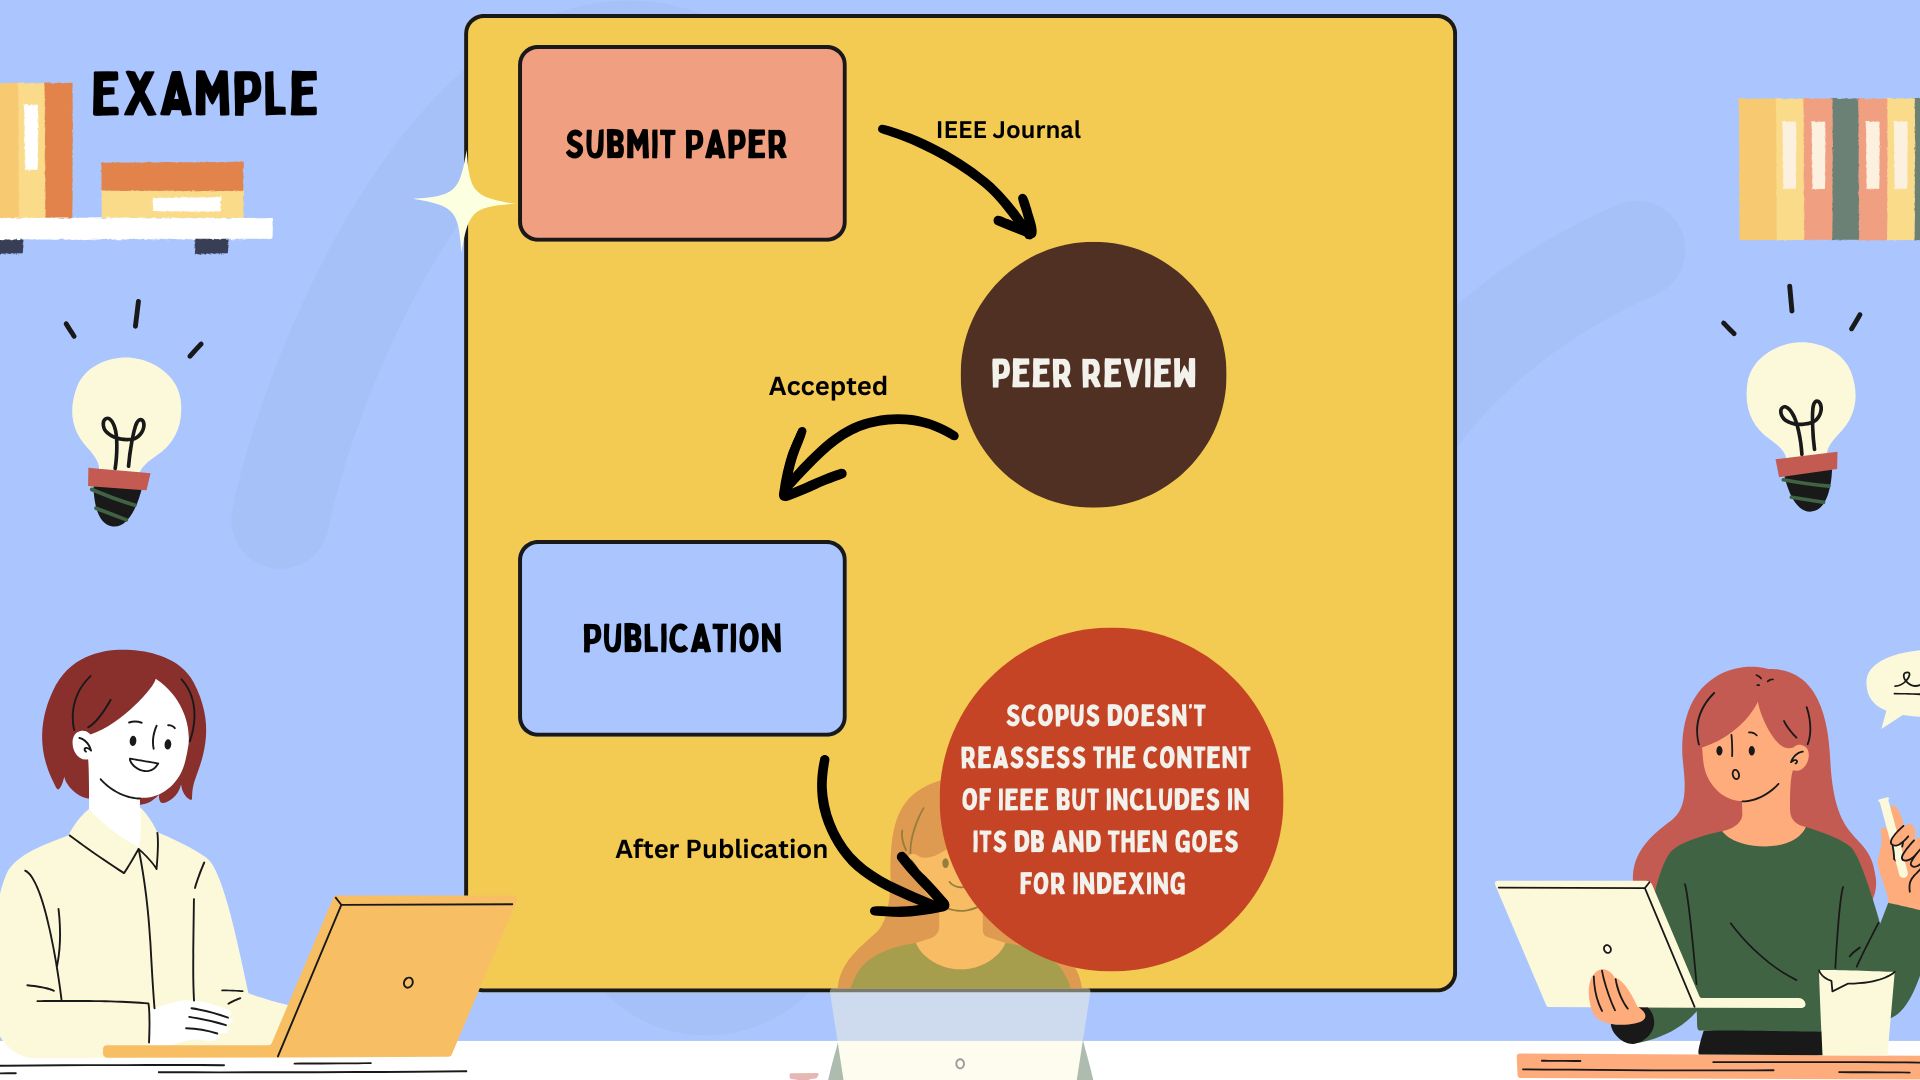 EXAMPLE
SUBMIT PAPER
IEEE Journal
PEER REVIEW
Accepted
PUBLICATION
After Publication
SCOPUS DOESN'T
REASSESS THE CONTENT
OF IEEE BUT INCLUDES IN
ITS DB AND THEN GOES
FOR INDEXING